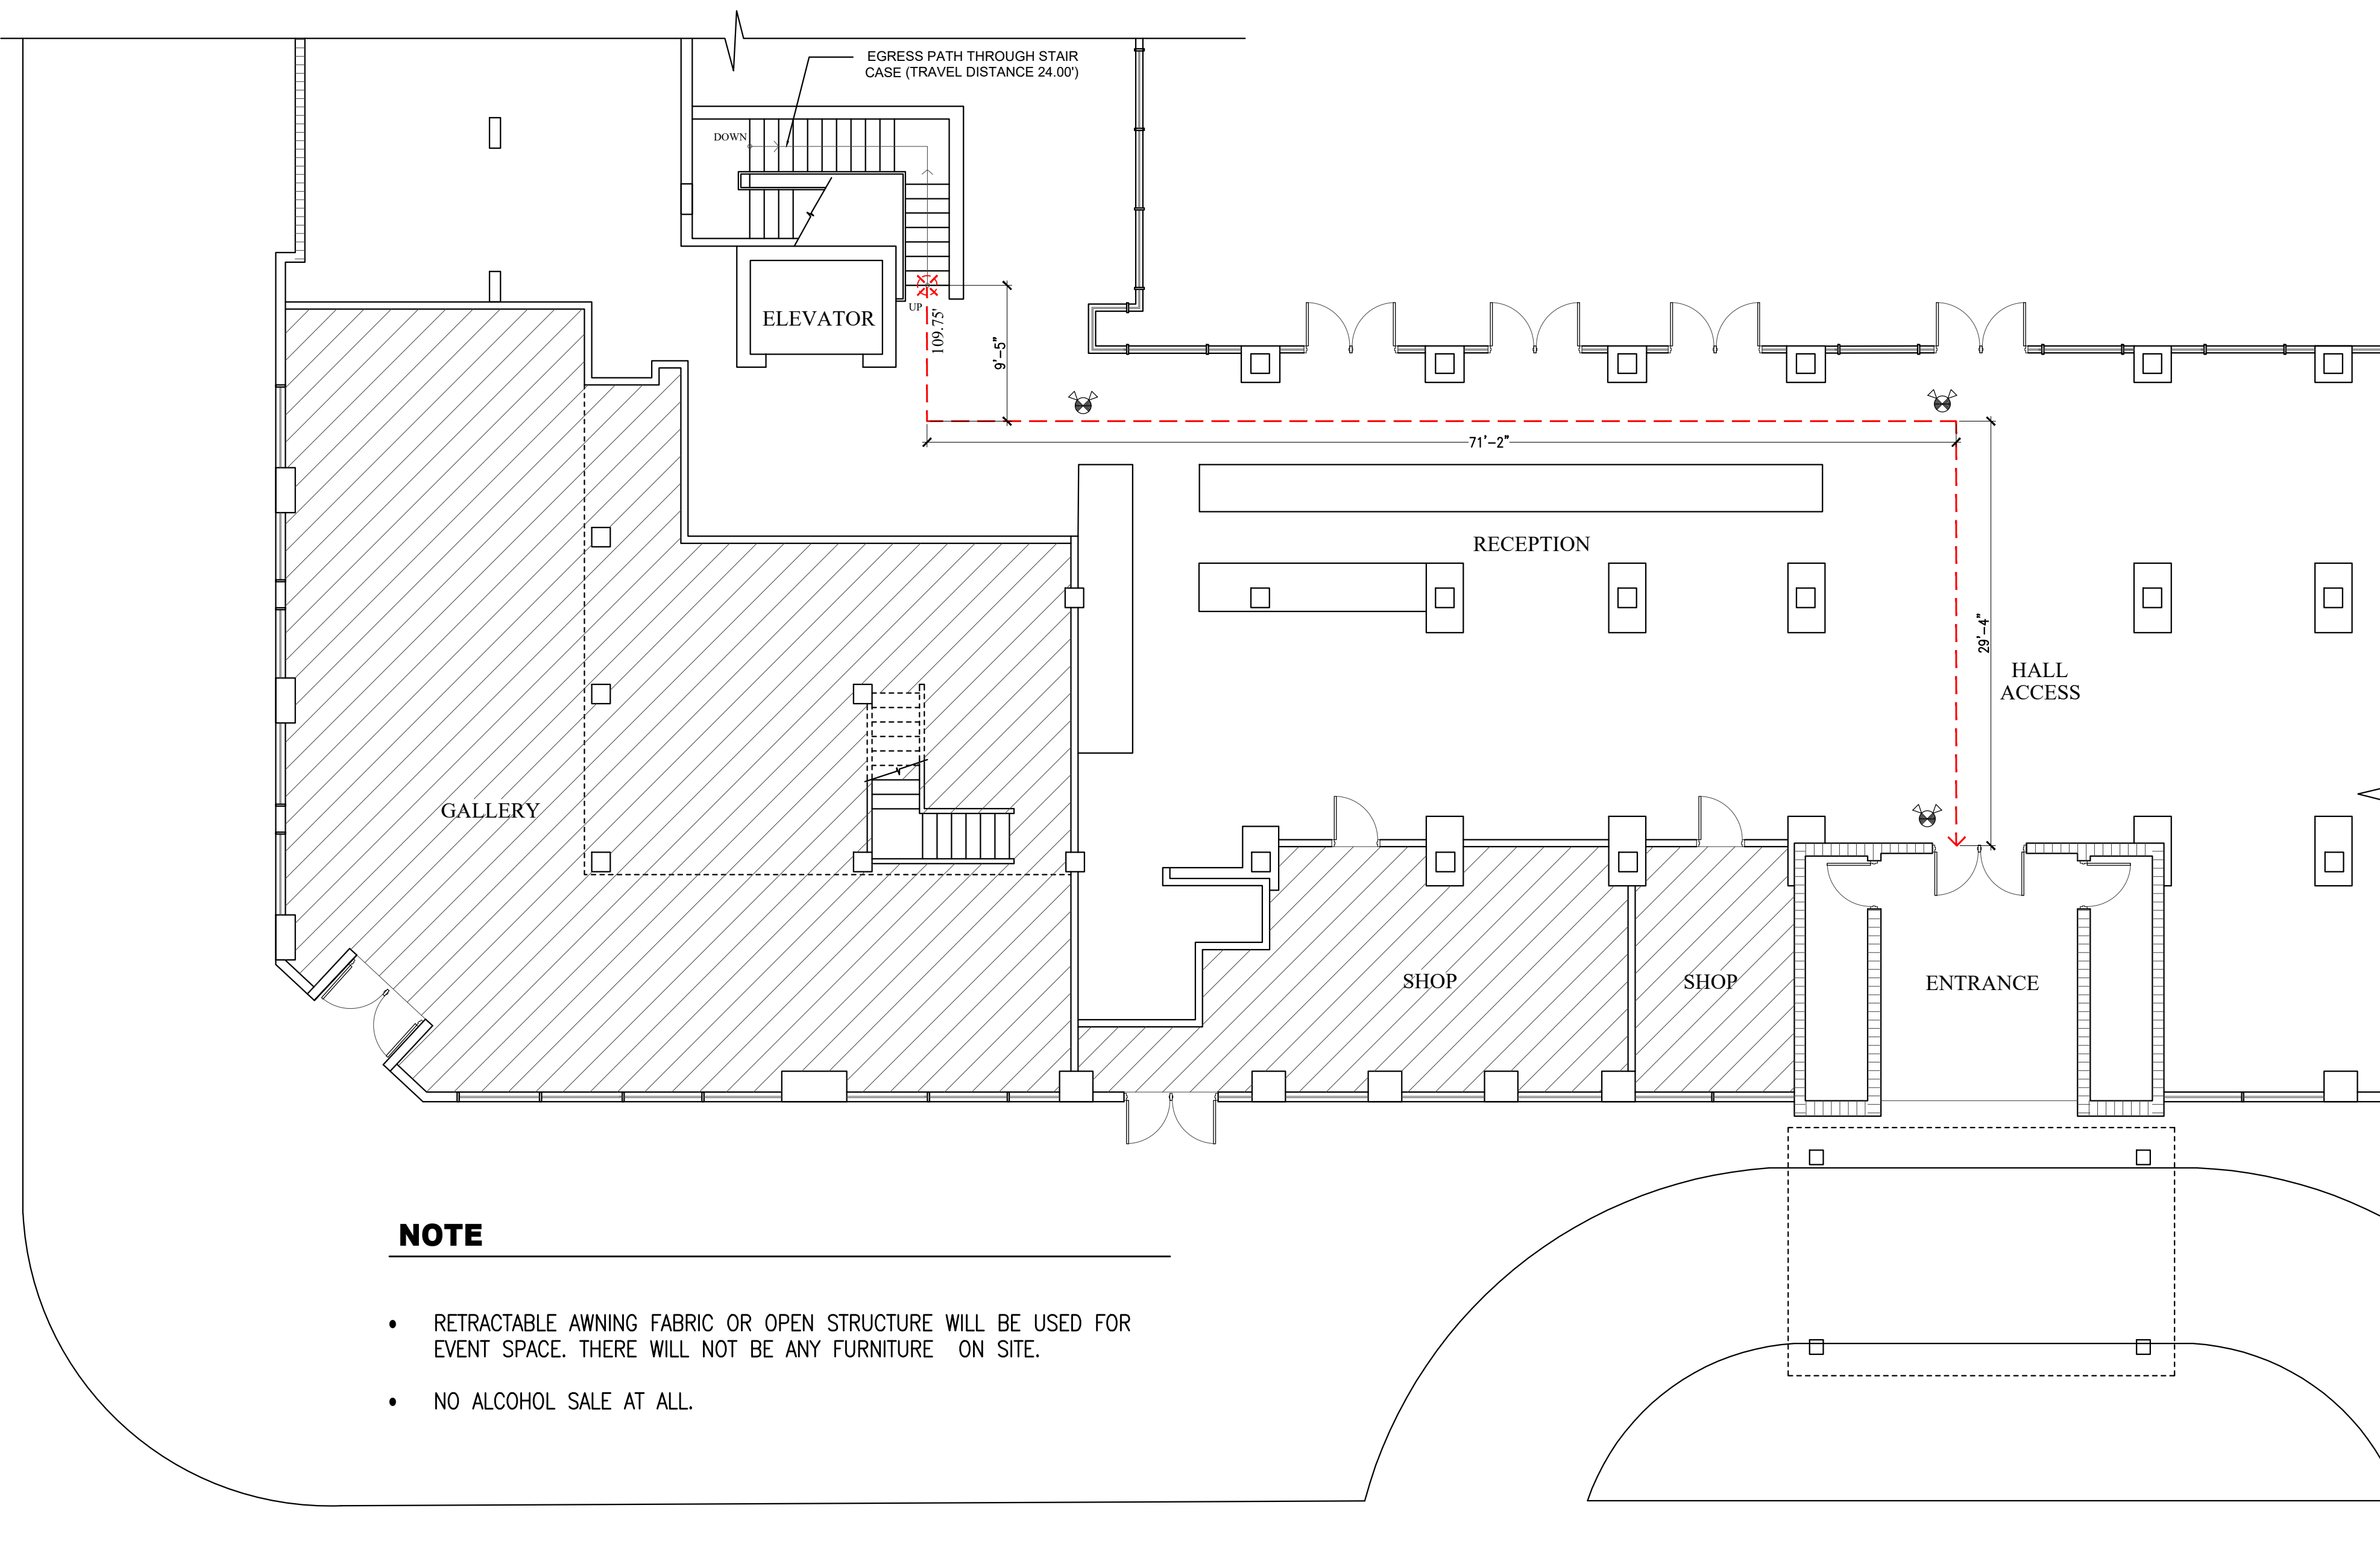 EGRESS PATH THROUGH STAIR
CASE (TRAVEL DISTANCE 24.00')
DOWN
UP
109.75'
9'-5"
ELEVATOR
71'-2"
RECEPTION
29'-4"
HALL
ACCESS
GALLERY
SHOP
SHOP
ENTRANCE
NOTE
• RETRACTABLE AWNING FABRIC OR OPEN STRUCTURE WILL BE USED FOR
EVENT SPACE. THERE WILL NOT BE ANY FURNITURE ON SITE.
• NO ALCOHOL SALE AT ALL.